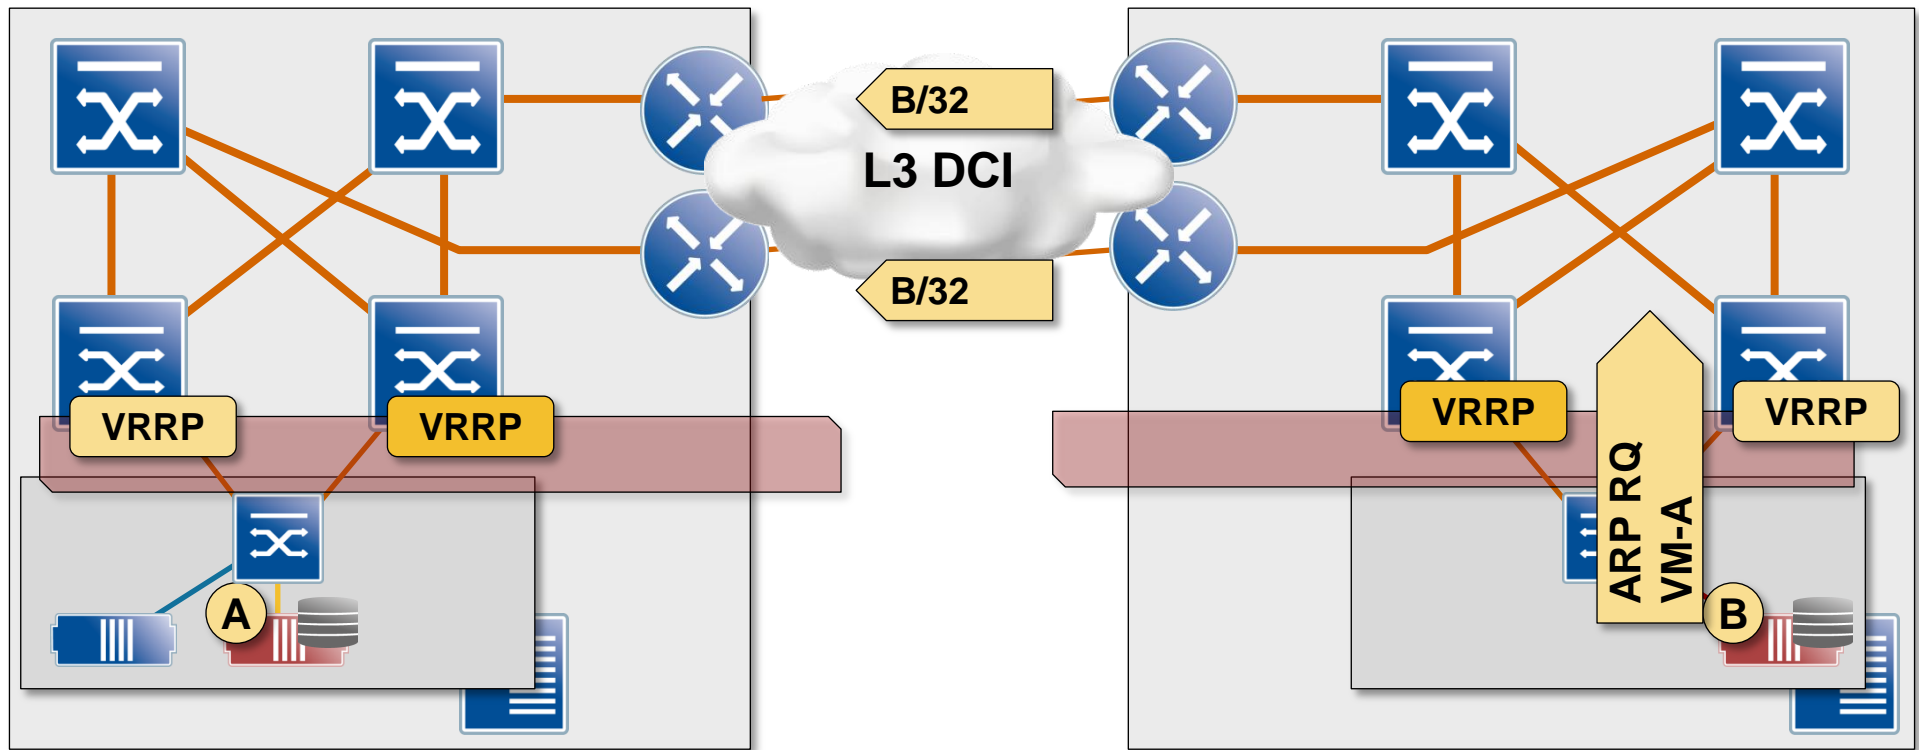 B/32
L3 DCI
B/32
VRRP
VRRP
VRRP
VRRP
ARP RQ
VM-A
A
B